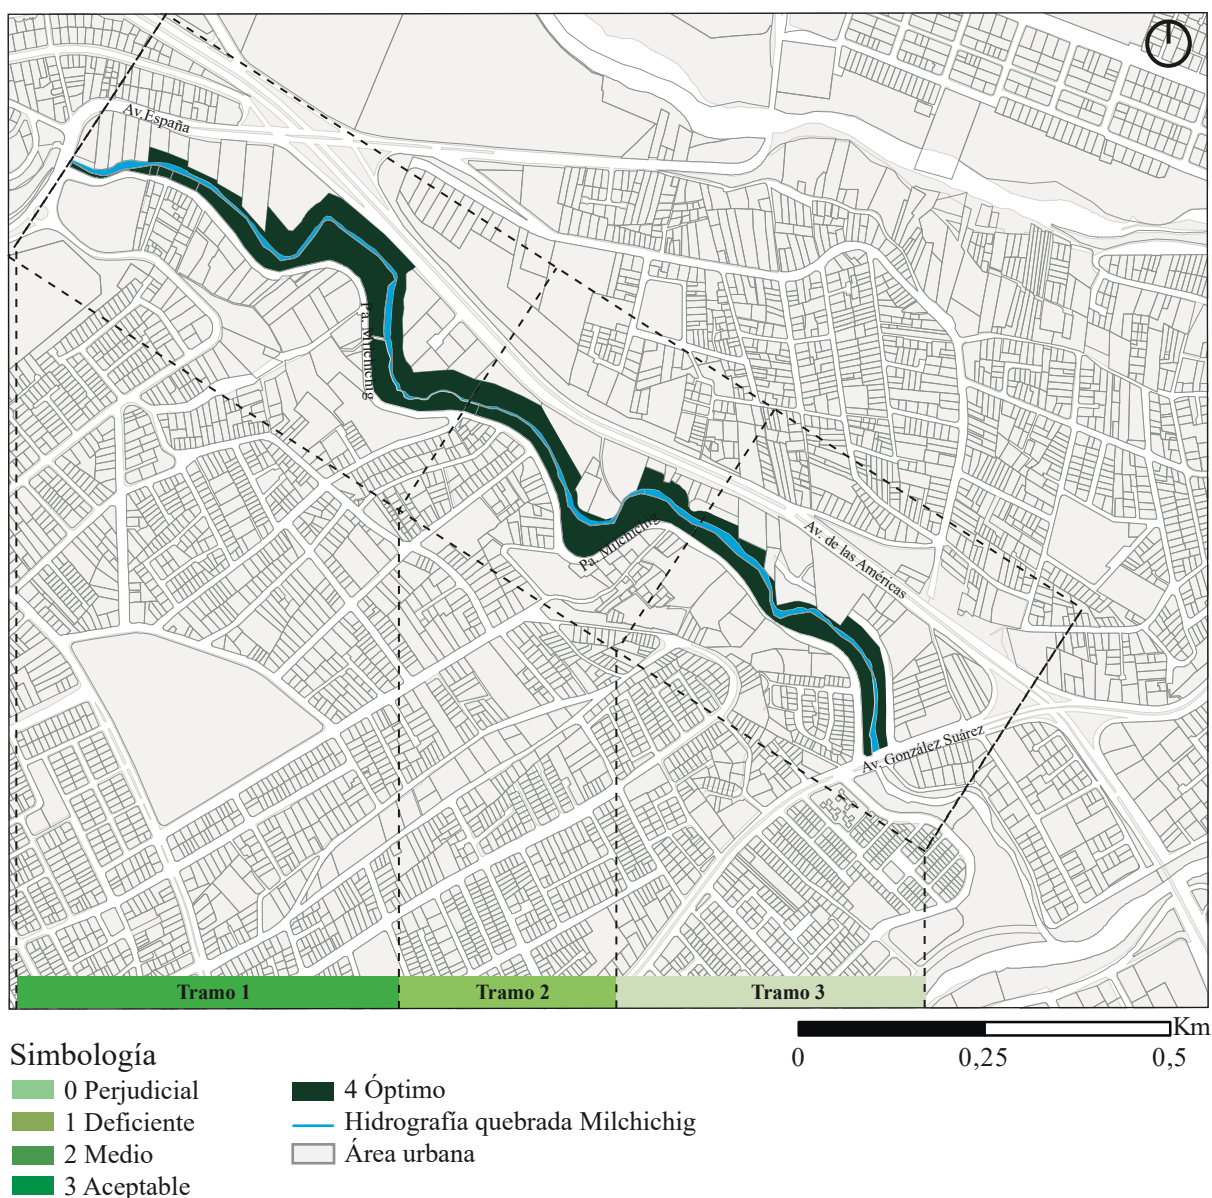 Av.España
Pa. Milchichig
Pa. Milchichig
Av. de las Américas
Av. González Suárez
Tramo 1
Tramo 2
Tramo 3
Km
0
0,25
0,5
Simbología
0 Perjudicial
1 Deficiente
2 Medio
3 Aceptable
4 Óptimo
Hidrografía quebrada Milchichig
Área urbana